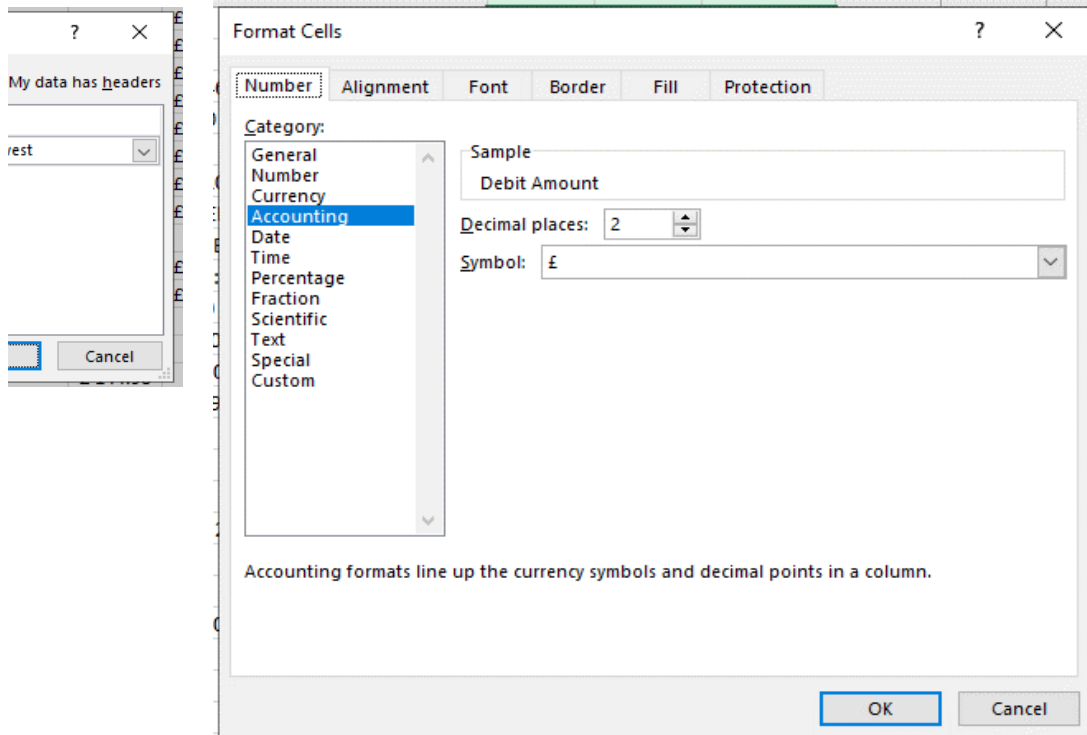 ?
My data has headers
Cancel
Format Cells
?
Number Alignment Font Border Fill Protection
Category:
General
Number
Currency
Accounting
Date
Time
Percentage
Fraction
Scientific
Text
Special
Custom
Sample
Debit Amount
Decimal places: 2
Symbol: £
Accounting formats line up the currency symbols and decimal points in a column.
OK Cancel